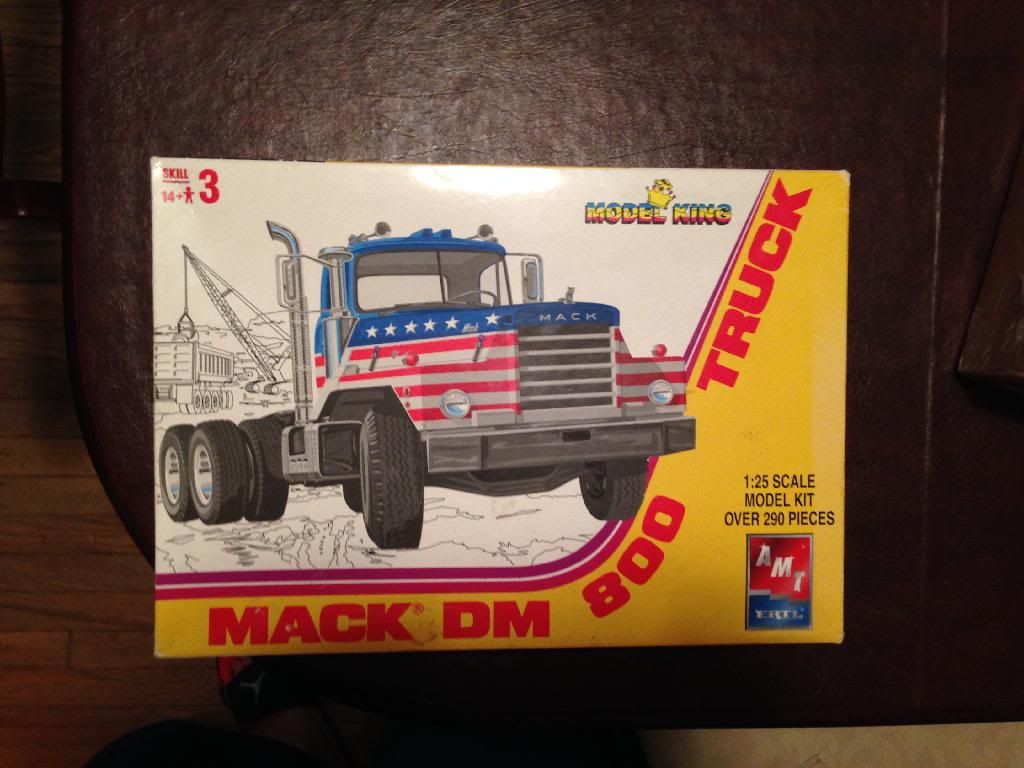 SKILL
3
14+
MODEL KING
MACK
Mack
MACK® DM 800 TRUCK
1:25 SCALE
MODEL KIT
OVER 290 PIECES
AMT
ERTL